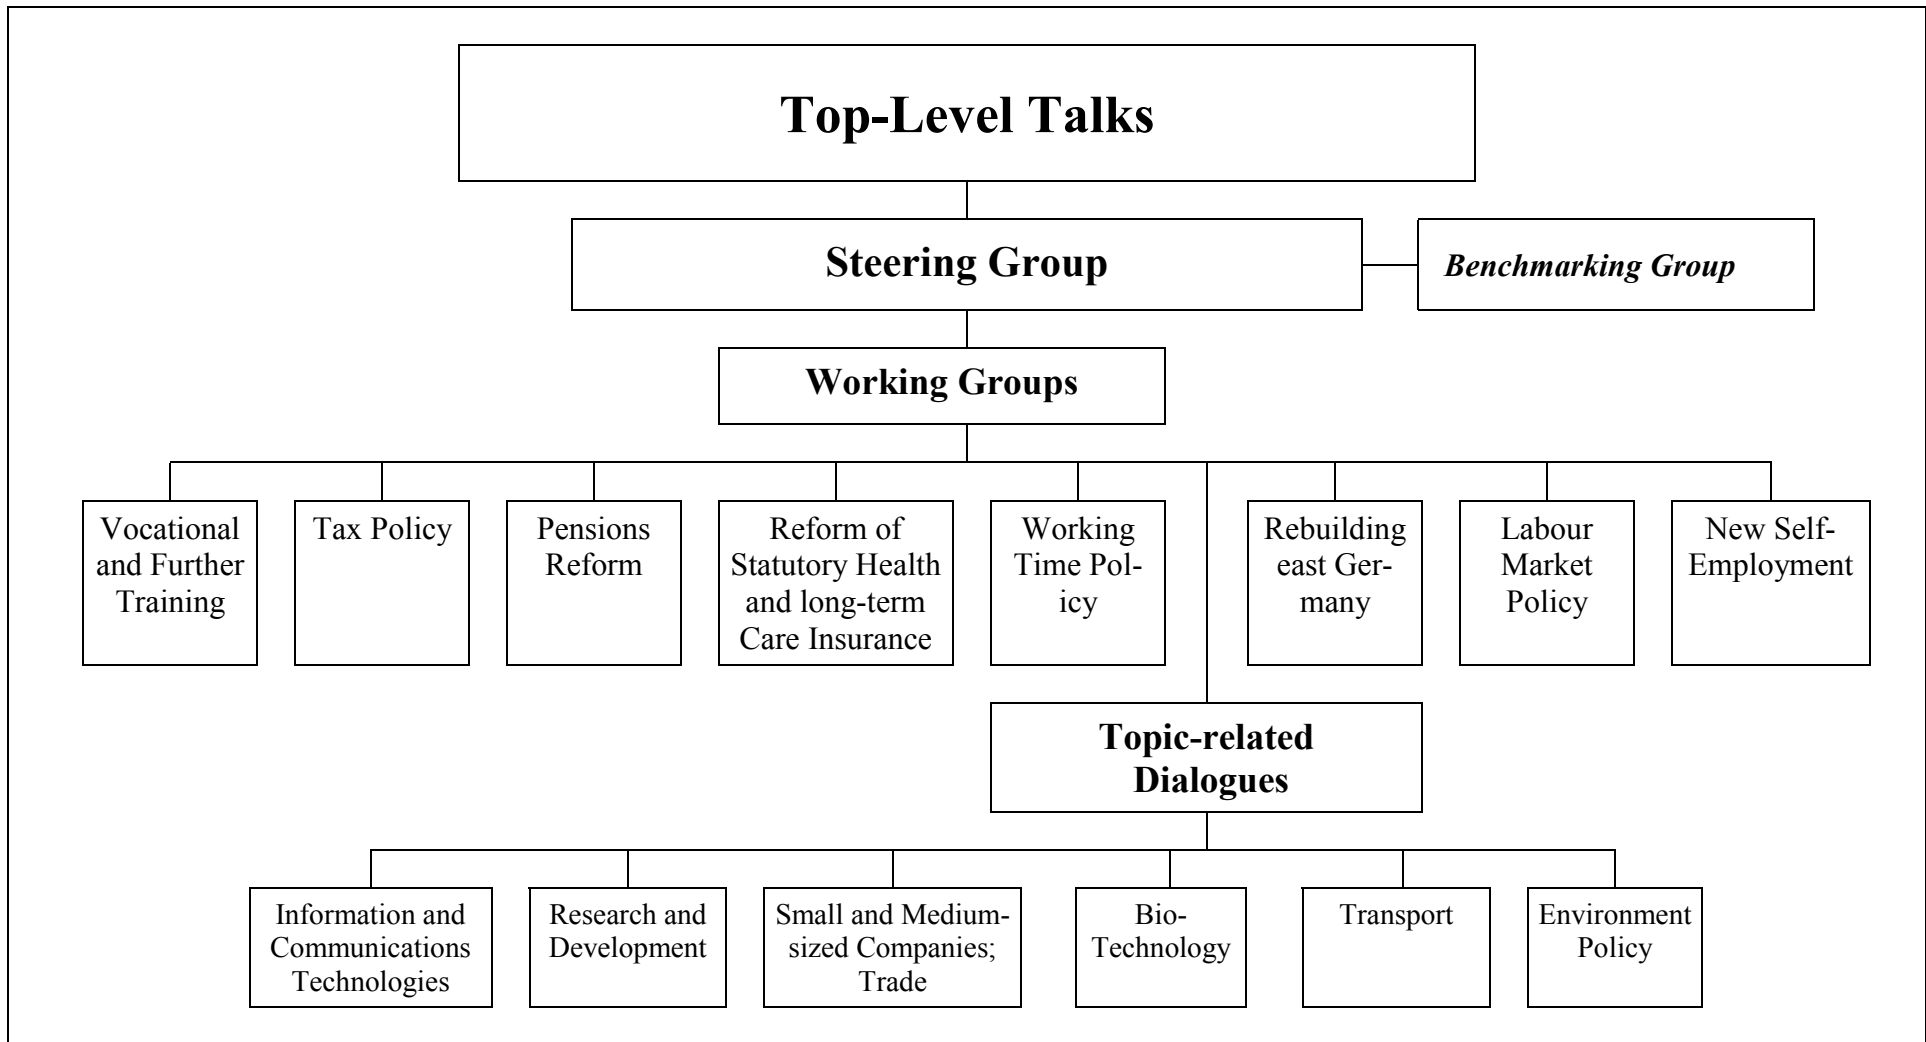 Top-Level Talks
Steering Group
Benchmarking Group
Working Groups
Vocational
and Further
Training
Tax Policy
Pensions
Reform
Reform of
Statutory Health
and long-term
Care Insurance
Working
Time Pol-
icy
Rebuilding
east Ger-
many
Labour
Market
Policy
New Self-
Employment
Topic-related
Dialogues
Information and
Communications
Technologies
Research and
Development
Small and Medium-
sized Companies;
Trade
Bio-
Technology
Transport
Environment
Policy